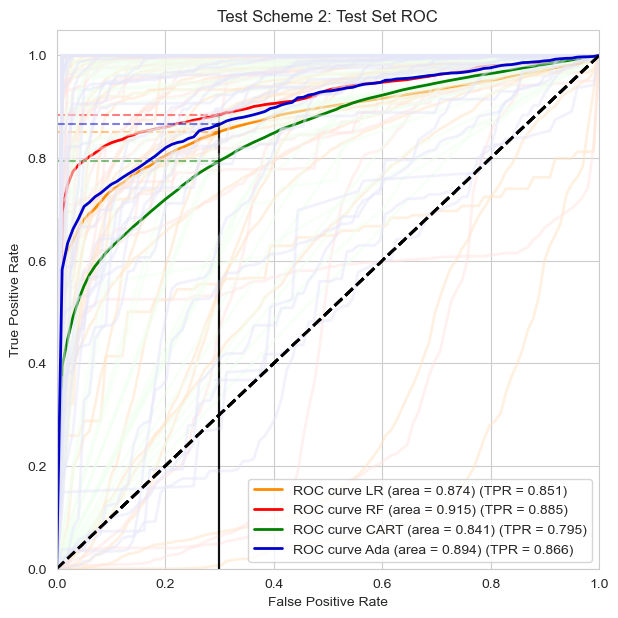 Test Scheme 2: Test Set ROC
True Positive Rate
1.0
0.8
0.6
0.4
0.2
0.0
ROC curve LR (area = 0.874) (TPR = 0.851)
ROC curve RF (area = 0.915) (TPR = 0.885)
ROC curve CART (area = 0.841) (TPR = 0.795)
ROC curve Ada (area = 0.894) (TPR = 0.866)
0.0 0.2 0.4 0.6 0.8 1.0
False Positive Rate